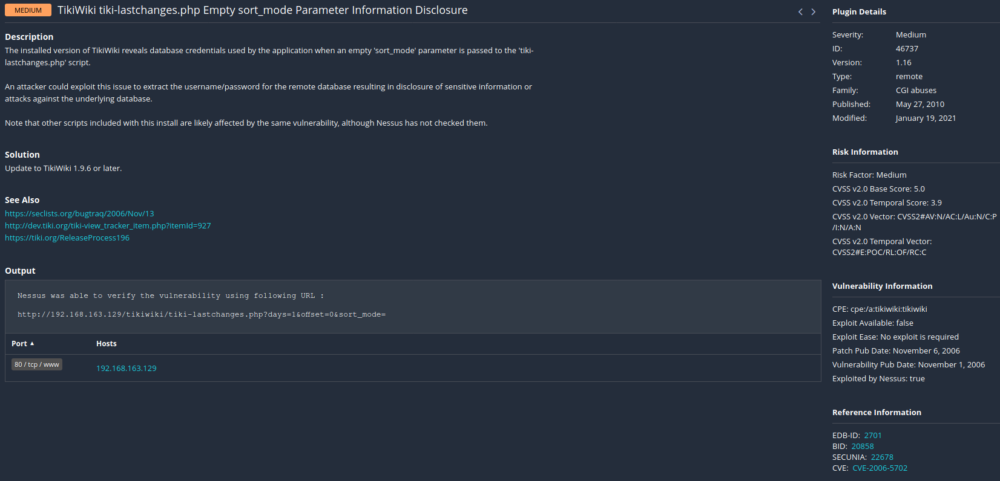 MEDIUM
TikiWiki tiki-lastchanges.php Empty sort_mode Parameter Information Disclosure
Description
The installed version of TikiWiki reveals database credentials used by the application when an empty 'sort_mode' parameter is passed to the 'tiki-
lastchanges.php' script.
An attacker could exploit this issue to extract the username/password for the remote database resulting in disclosure of sensitive information or
attacks against the underlying database.
Note that other scripts included with this install are likely affected by the same vulnerability, although Nessus has not checked them.
Solution
Update to TikiWiki 1.9.6 or later.
See Also
https://seclists.org/bugtraq/2006/Nov/13
http://dev.tiki.org/tiki-view_tracker_item.php?itemId=927
https://tiki.org/ReleaseProcess196
Output
Nessus was able to verify the vulnerability using following URL :
http://192.168.163.129/tikiwiki/tiki-lastchanges.php?days=1&offset=0&sort_mode=
Port ▲ Hosts
80 / tcp / www 192.168.163.129
Plugin Details
Severity: Medium
ID: 46737
Version: 1.16
Type: remote
Family: CGI abuses
Published: May 27, 2010
Modified: January 19, 2021
Risk Information
Risk Factor: Medium
CVSS v2.0 Base Score: 5.0
CVSS v2.0 Temporal Score: 3.9
CVSS v2.0 Vector: CVSS2#AV:N/AC:L/Au:N/C:P
/I:N/A:N
CVSS v2.0 Temporal Vector:
CVSS2#E:POC/RL:OF/RC:C
Vulnerability Information
CPE: cpe:/a:tikiwiki:tikiwiki
Exploit Available: false
Exploit Ease: No exploit is required
Patch Pub Date: November 6, 2006
Vulnerability Pub Date: November 1, 2006
Exploited by Nessus: true
Reference Information
EDB-ID: 2701
BID: 20858
SECUNIA: 22678
CVE: CVE-2006-5702